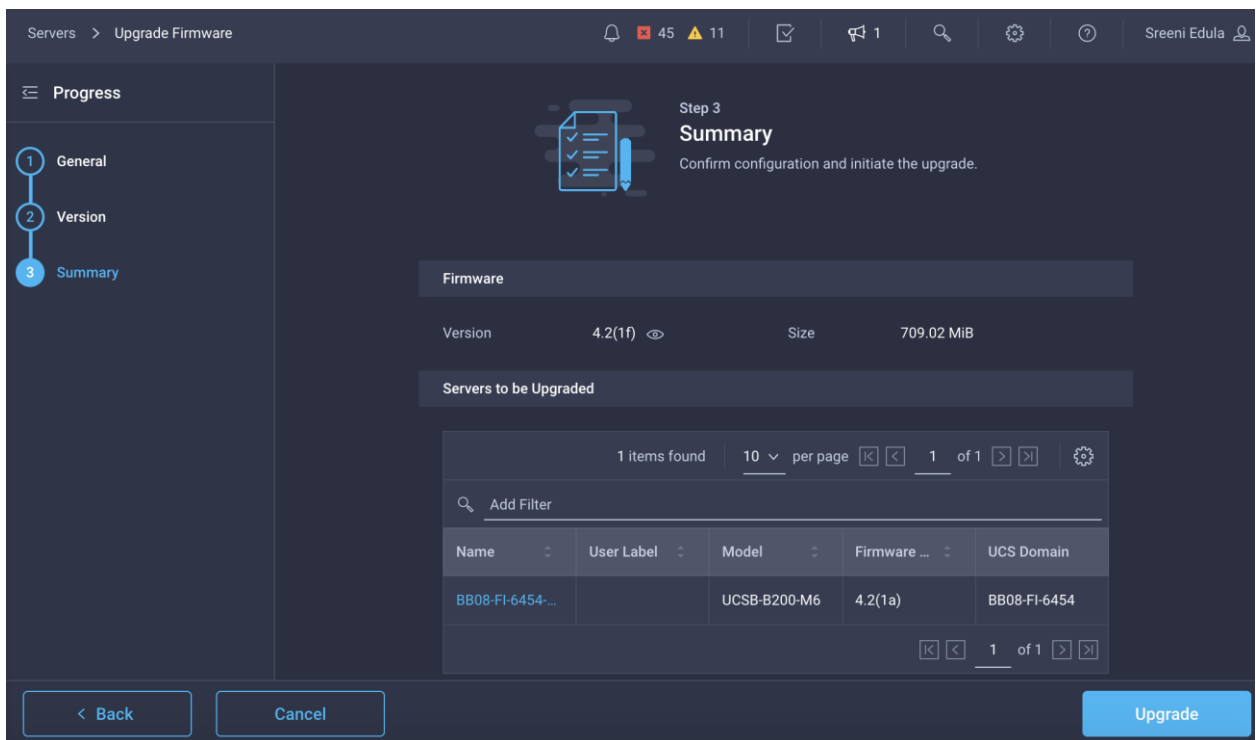 Servers > Upgrade Firmware 45 11 1 Sreeni Edula
Progress
1 General
2 Version
3 Summary
Step 3
Summary
Confirm configuration and initiate the upgrade.
Firmware
Version 4.2(1f) Size 709.02 MiB
Servers to be Upgraded
1 items found 10 per page 1 of 1
Add Filter
Name User Label Model Firmware ... UCS Domain
BB08-FI-6454-... UCSB-B200-M6 4.2(1a) BB08-FI-6454
1 of 1
< Back Cancel Upgrade